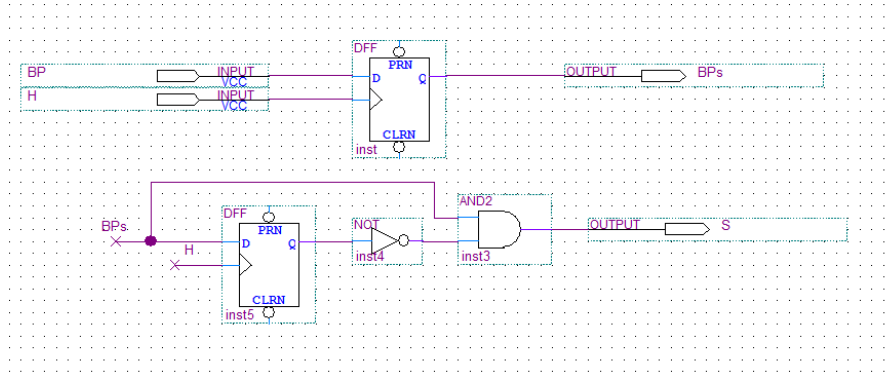 DFF
PRN
BP INPUT VCC D Q OUTPUT BPs
H INPUT VCC
CLRN
inst
AND2
DFF
BPs PRN NOT OUTPUT S
H D Q
inst4 inst3
CLRN
inst5